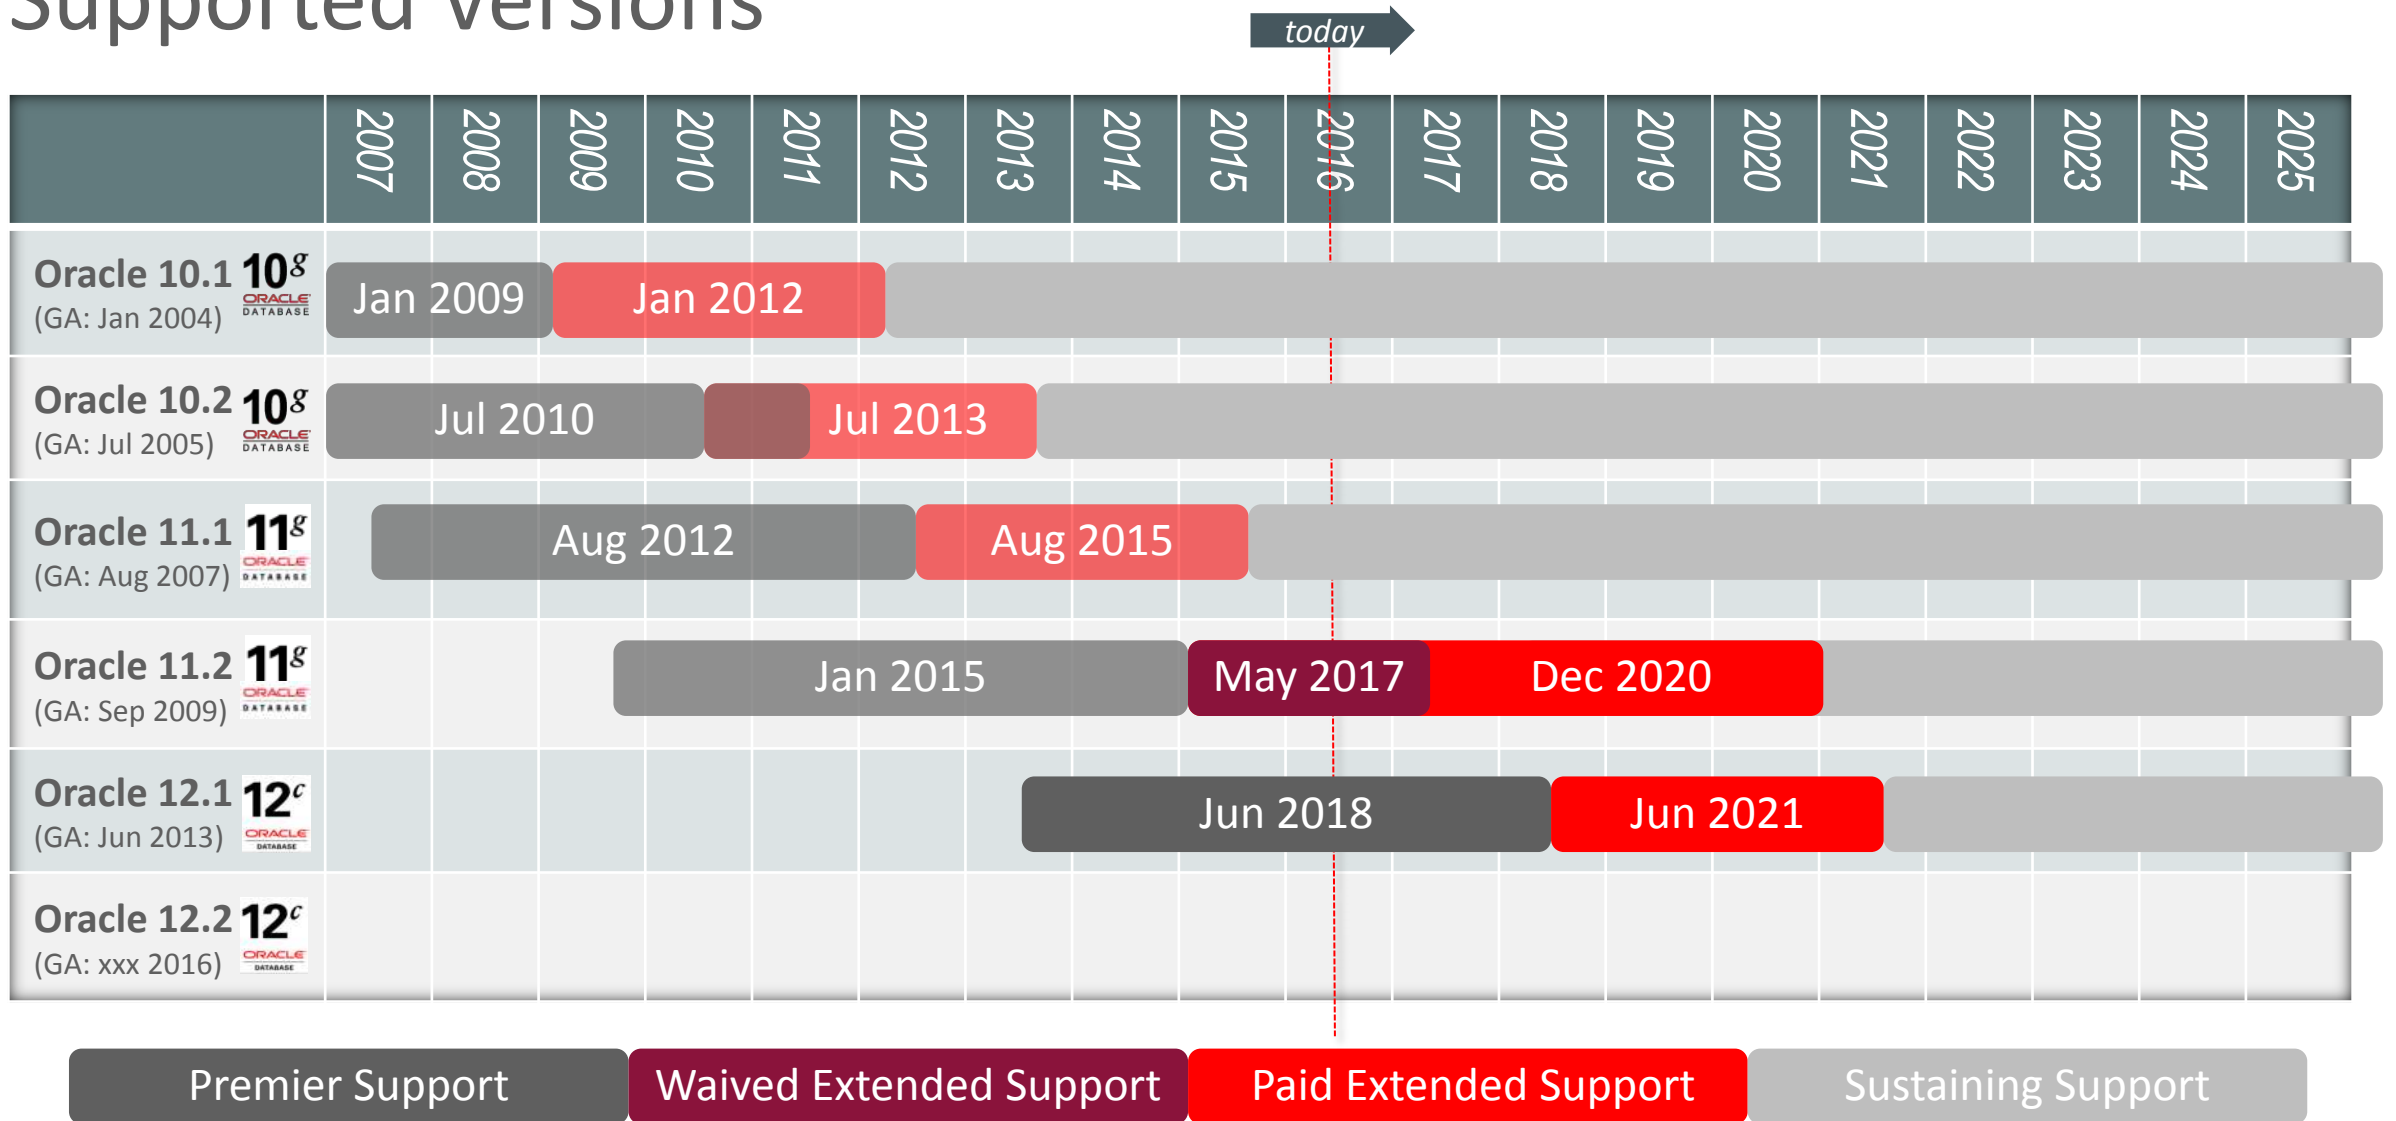 Supported Versions
today
2007 2008 2009 2010 2011 2012 2013 2014 2015 2016 2017 2018 2019 2020 2021 2022 2023 2024 2025
Oracle 10.1 10g
ORACLE
DATABASE
(GA: Jan 2004)
Jan 2009 Jan 2012
Oracle 10.2 10g
ORACLE
DATABASE
(GA: Jul 2005)
Jul 2010 Jul 2013
Oracle 11.1 11g
ORACLE
DATABASE
(GA: Aug 2007)
Aug 2012 Aug 2015
Oracle 11.2 11g
ORACLE
DATABASE
(GA: Sep 2009)
Jan 2015 May 2017 Dec 2020
Oracle 12.1 12c
ORACLE
DATABASE
(GA: Jun 2013)
Jun 2018 Jun 2021
Oracle 12.2 12c
ORACLE
DATABASE
(GA: xxx 2016)
Premier Support Waived Extended Support Paid Extended Support Sustaining Support